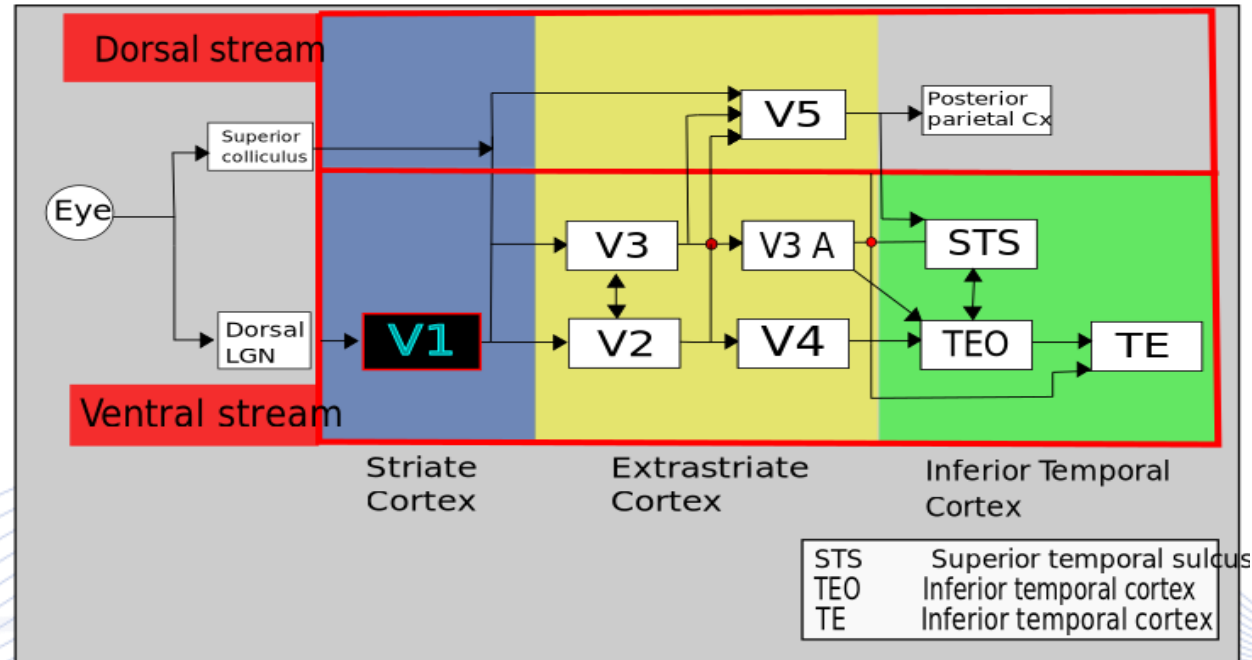 Dorsal stream
Superior
colliculus
Eye
Dorsal
LGN
Ventral stream
V1
V5
V3
V3 A
V2
V4
Posterior
parietal Cx
STS
TEO
TE
Striate
Cortex
Extrastriate
Cortex
Inferior Temporal
Cortex
STS Superior temporal sulcus
TEO Inferior temporal cortex
TE Inferior temporal cortex